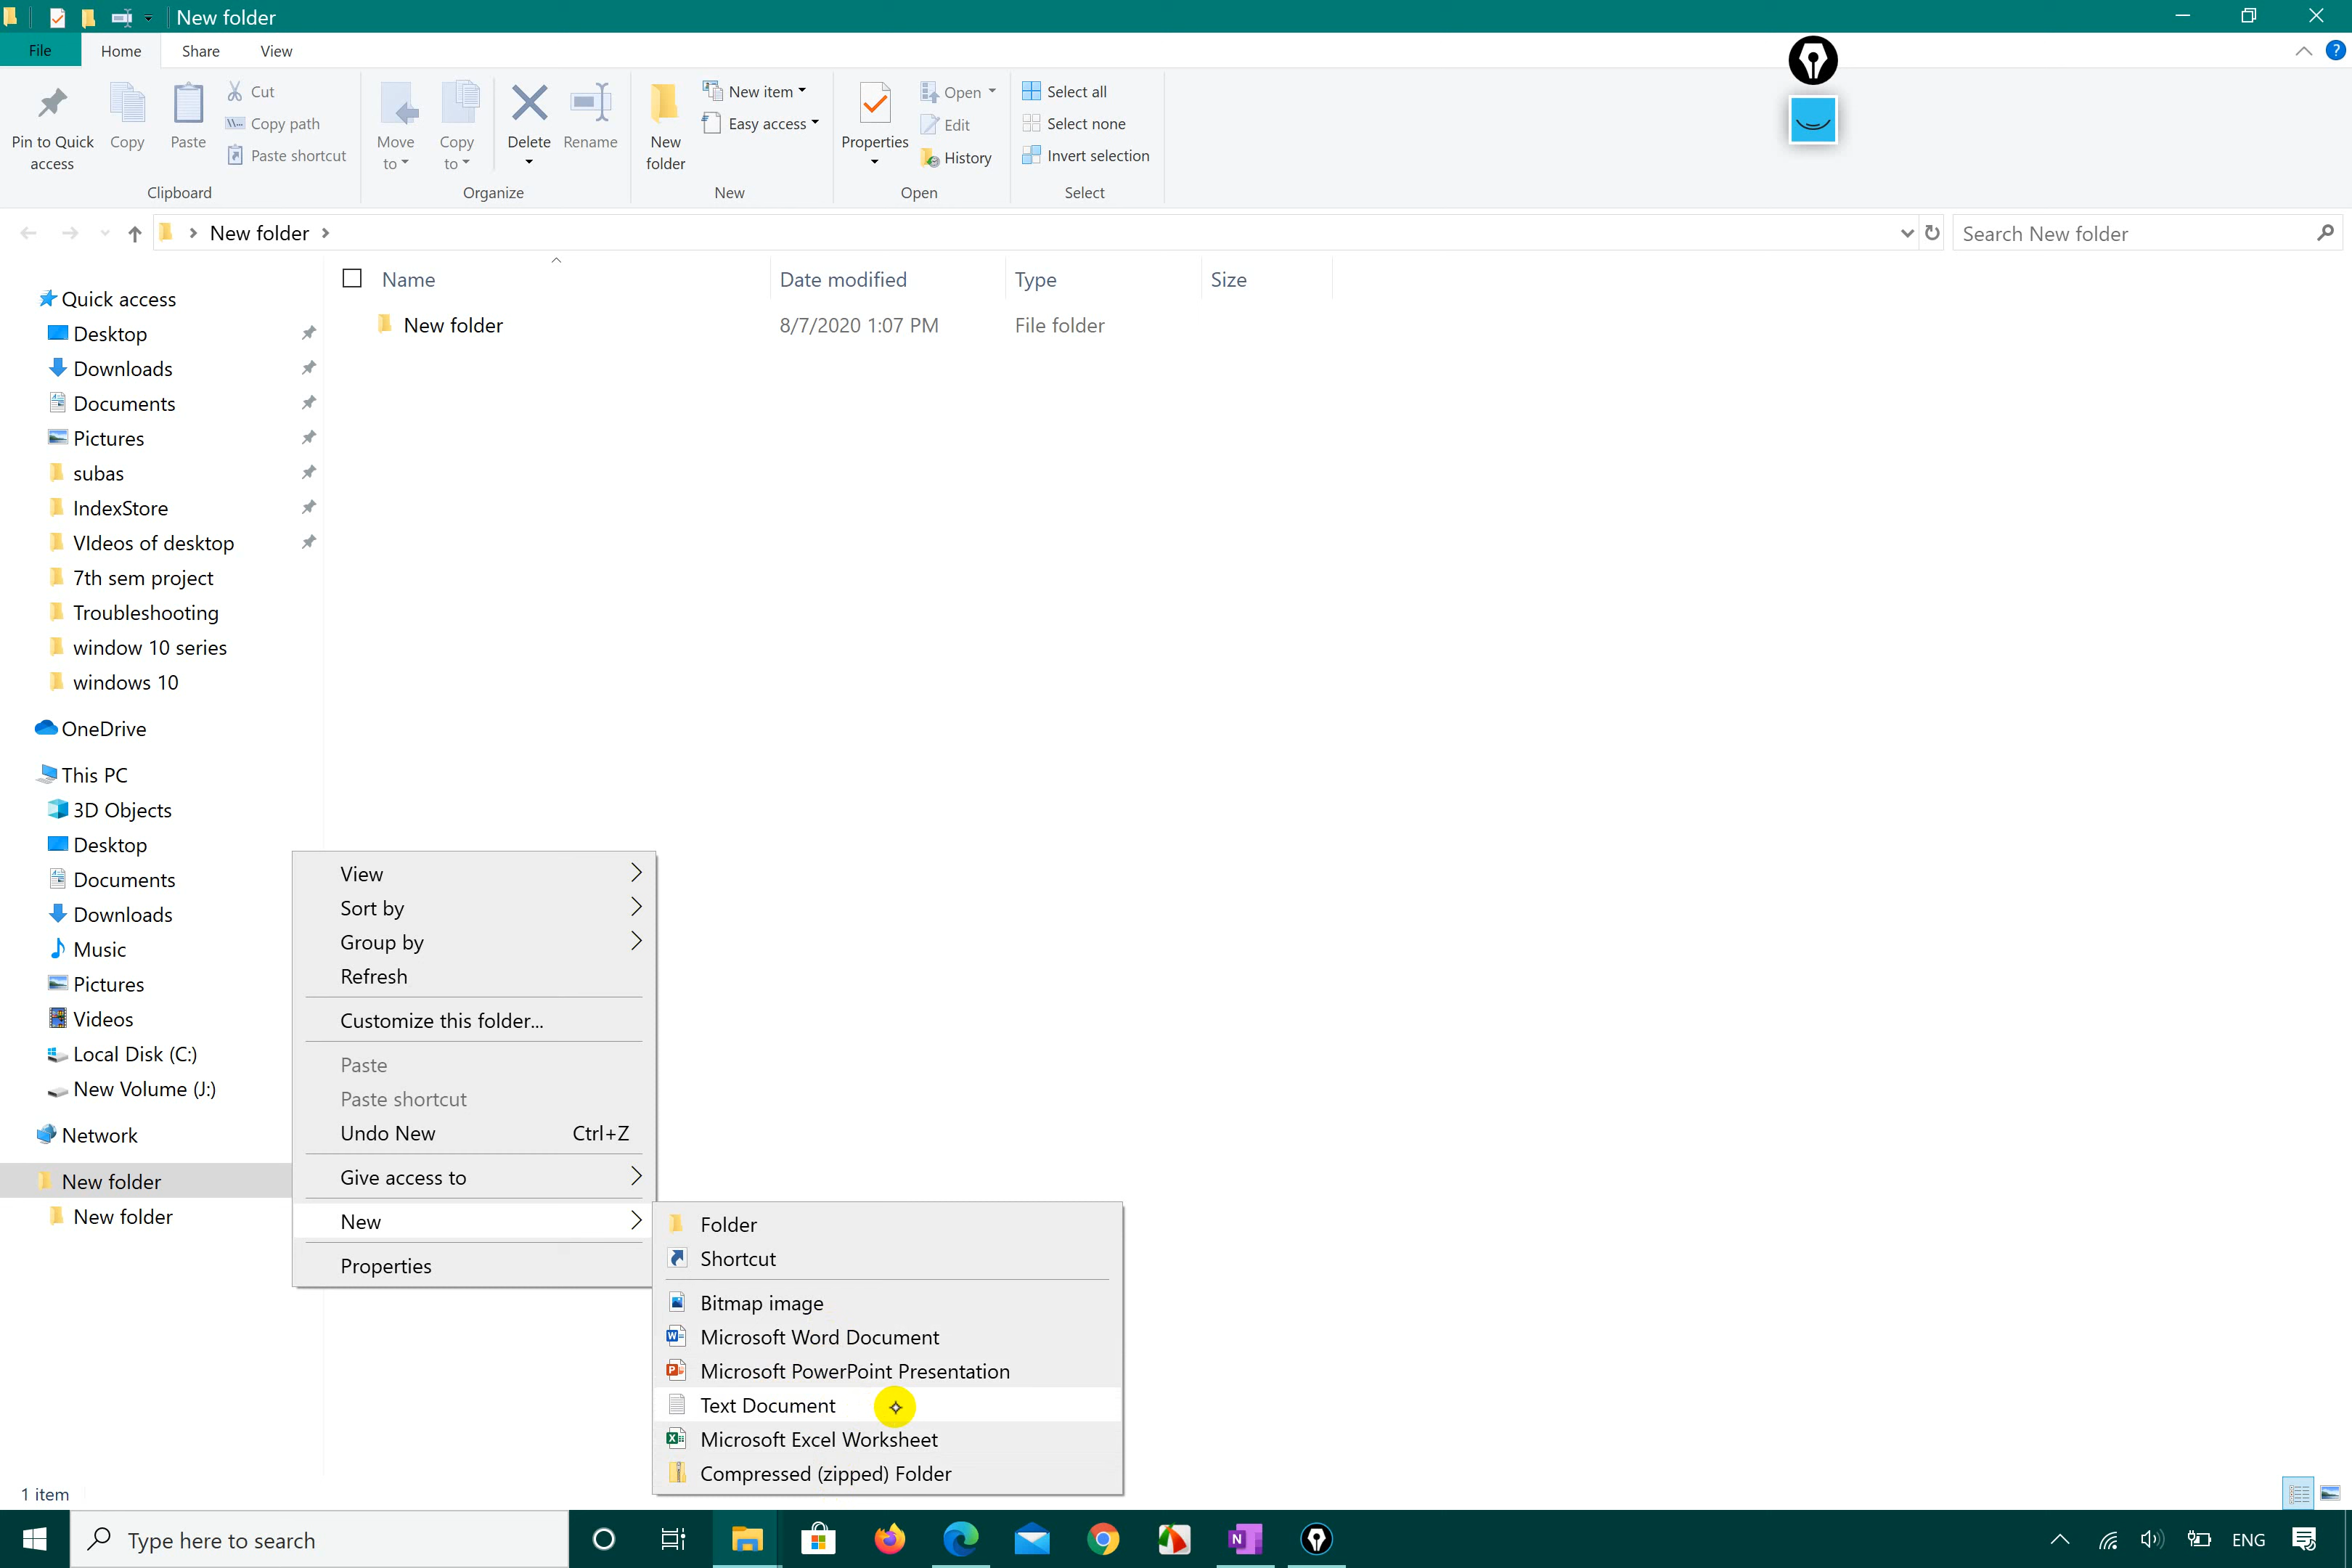 New folder
File Home Share View
Pin to Quick access
Copy
Paste
Cut
Copy path
Paste shortcut
Clipboard
Move to
Copy to
Delete
Rename
Organize
New folder
New item
Easy access
New
Properties
Open
Edit
History
Open
Select all
Select none
Invert selection
Select
New folder
Search New folder
Name Date modified Type Size
New folder 8/7/2020 1:07 PM File folder
Quick access
Desktop
Downloads
Documents
Pictures
subas
IndexStore
VIdeos of desktop
7th sem project
Troubleshooting
window 10 series
windows 10
OneDrive
This PC
3D Objects
Desktop
Documents
Downloads
Music
Pictures
Videos
Local Disk (C:)
New Volume (J:)
Network
New folder
New folder
View
Sort by
Group by
Refresh
Customize this folder...
Paste
Paste shortcut
Undo New Ctrl+Z
Give access to
New
Properties
Folder
Shortcut
Bitmap image
Microsoft Word Document
Microsoft PowerPoint Presentation
Text Document
Microsoft Excel Worksheet
Compressed (zipped) Folder
1 item
Type here to search
ENG